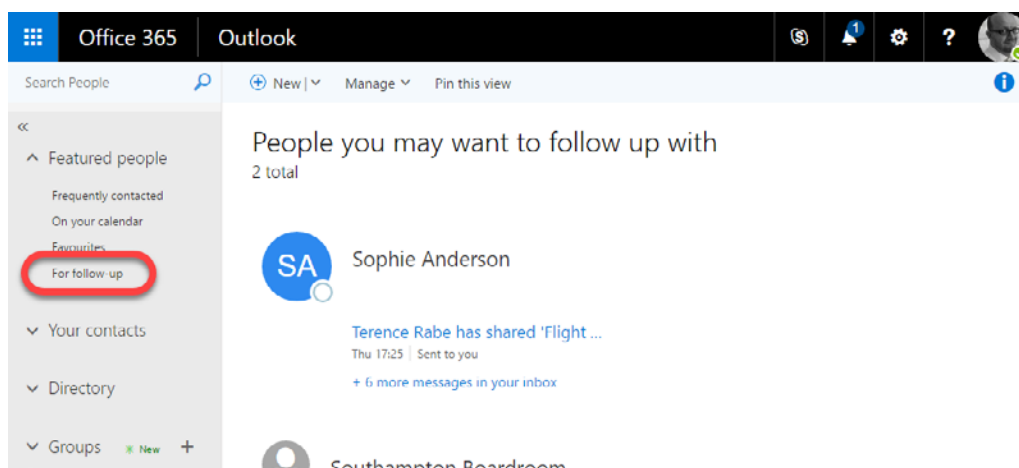 Office 365 Outlook 1 ?
Search People New Manage Pin this view
Featured people
Frequently contacted
On your calendar
Favourites
For follow-up
Your contacts
Directory
Groups New +
People you may want to follow up with
2 total
SA Sophie Anderson
Terence Rabe has shared 'Flight ...
Thu 17:25 | Sent to you
+ 6 more messages in your inbox
Southampton Boardroom